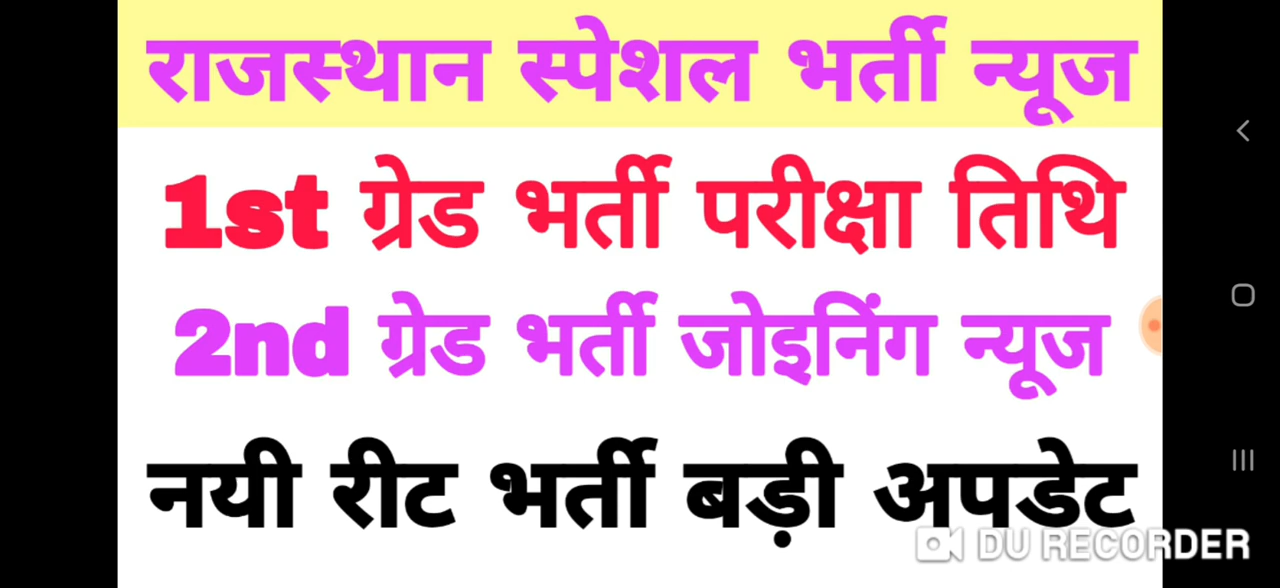 राजस्थान स्पेशल भर्ती न्यूज
1st ग्रेड भर्ती परीक्षा तिथि
2nd ग्रेड भर्ती जोइनिंग न्यूज
नयी रीट भर्ती बड़ी अपडेट
DU RECORDER